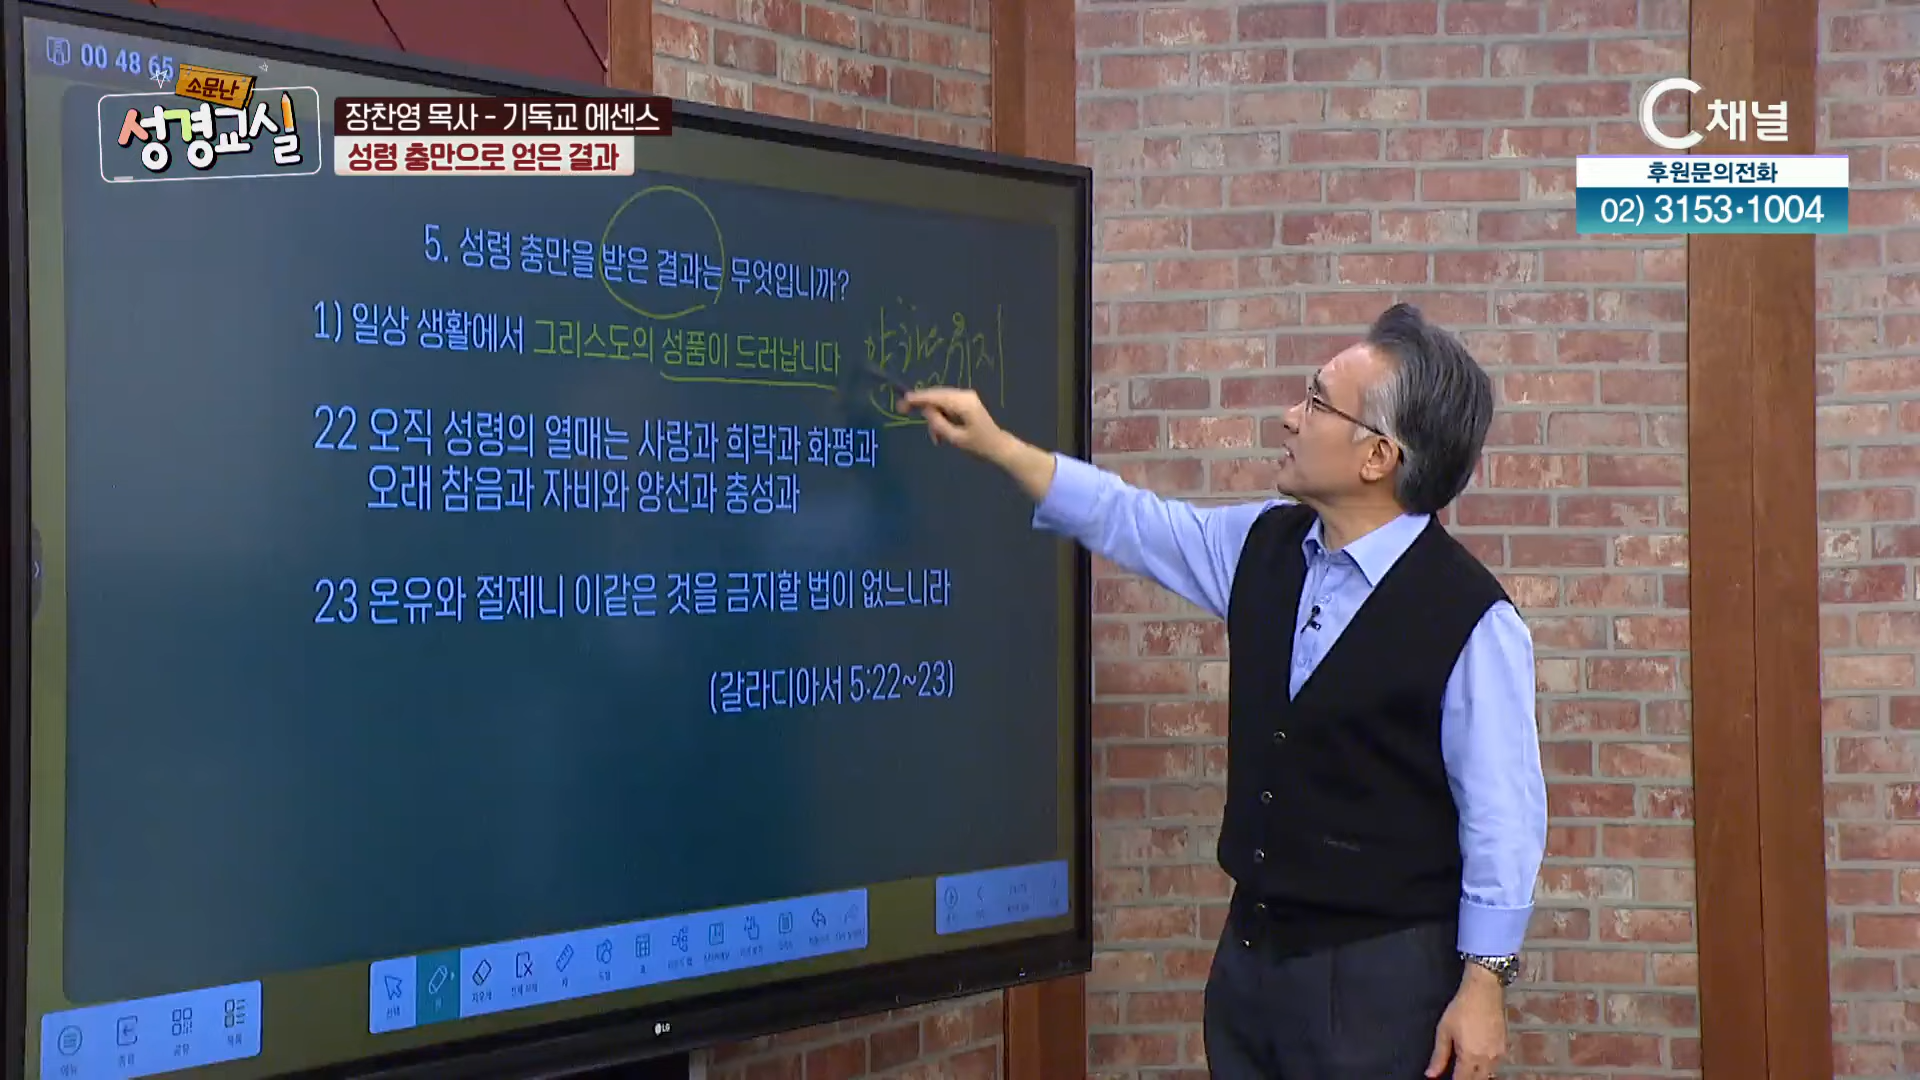 00 48 65
소문난
성경교실
장찬영 목사 - 기독교 에센스
성령 충만으로 얻은 결과
C채널
후원문의전화
02) 3153·1004
5. 성령 충만을 받은 결과는 무엇입니까?
1) 일상 생활에서 그리스도의 성품이 드러납니다
22 오직 성령의 열매는 사랑과 희락과 화평과
오래 참음과 자비와 양선과 충성과
23 온유와 절제니 이같은 것을 금지할 법이 없느니라
(갈라디아서 5:22~23)
선택 펜 지우개
LG